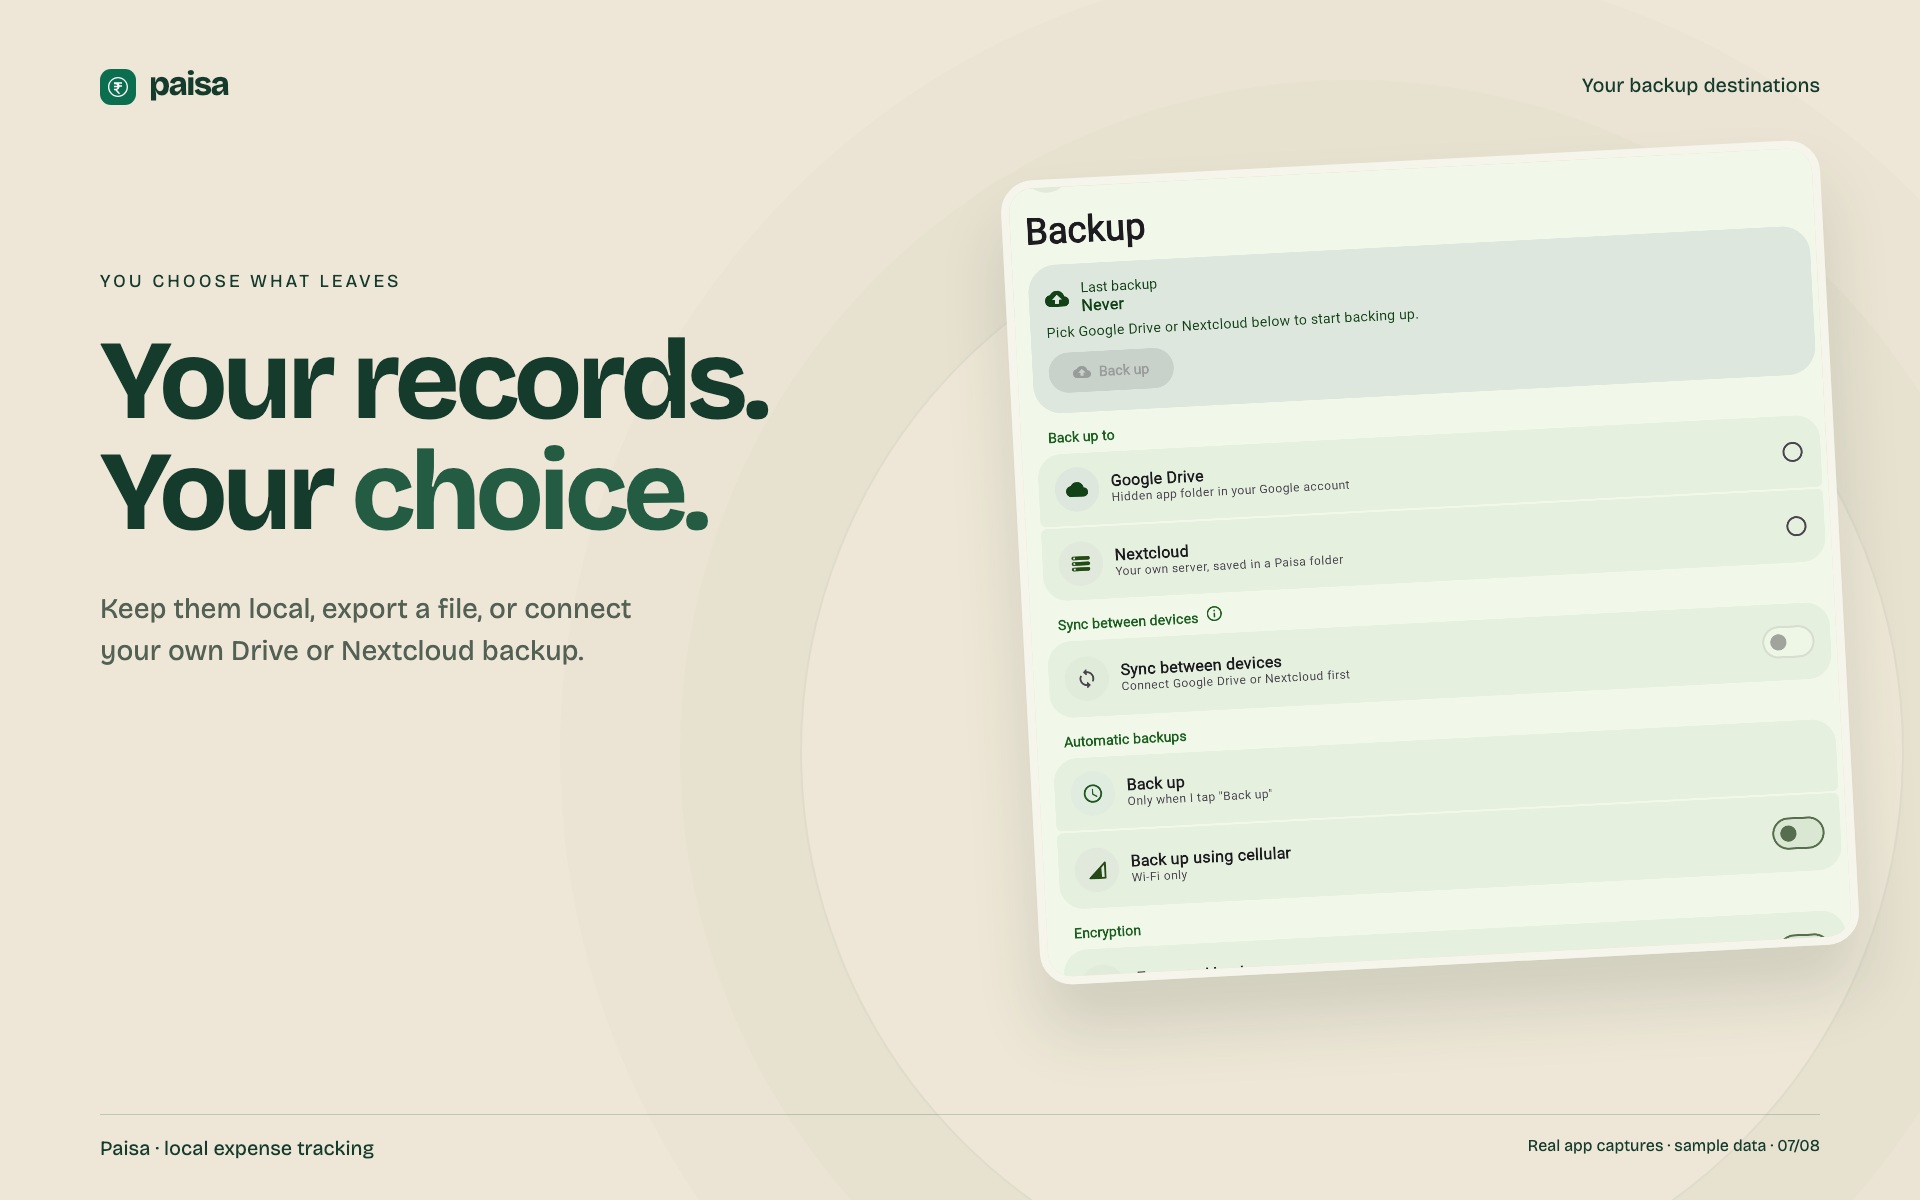 paisa
Your backup destinations
YOU CHOOSE WHAT LEAVES
Your records.
Your choice.
Keep them local, export a file, or connect
your own Drive or Nextcloud backup.
Backup
Last backup
Never
Pick Google Drive or Nextcloud below to start backing up.
Back up
Back up to
Google Drive
Hidden app folder in your Google account
Nextcloud
Your own server, saved in a Paisa folder
Sync between devices
Sync between devices
Connect Google Drive or Nextcloud first
Automatic backups
Back up
Only when I tap "Back up"
Back up using cellular
Wi-Fi only
Encryption
Paisa · local expense tracking
Real app captures · sample data · 07/08